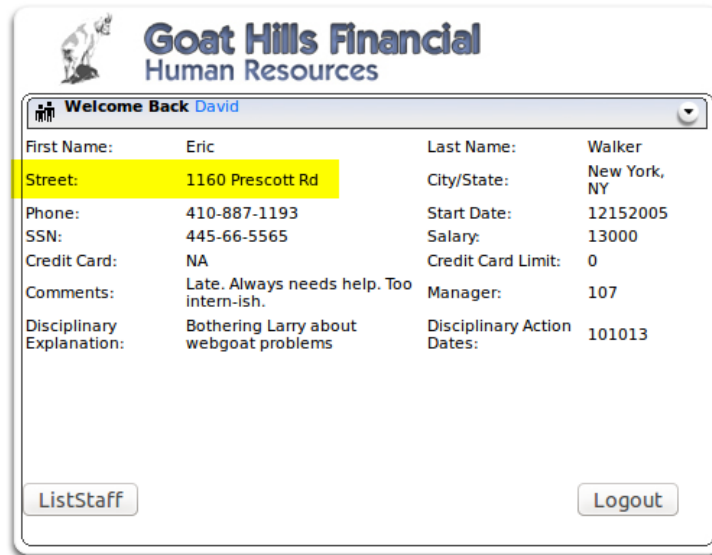 Goat Hills Financial
Human Resources
Welcome Back David
First Name: Eric Last Name: Walker
Street: 1160 Prescott Rd City/State: New York, NY
Phone: 410-887-1193 Start Date: 12152005
SSN: 445-66-5565 Salary: 13000
Credit Card: NA Credit Card Limit: 0
Comments: Late. Always needs help. Too intern-ish. Manager: 107
Disciplinary Explanation: Bothering Larry about webgoat problems Disciplinary Action Dates: 101013
ListStaff Logout